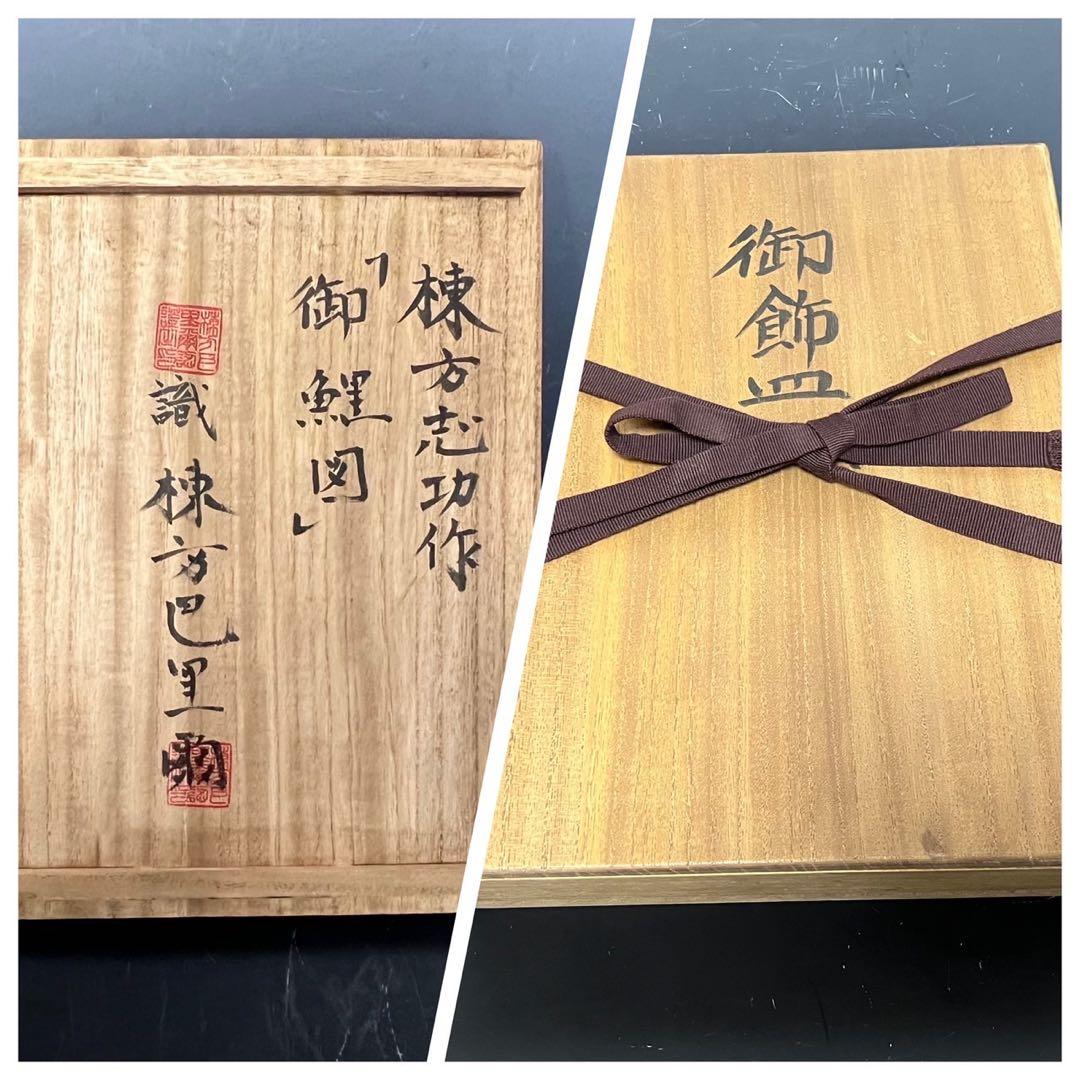 棟方志功作
「御鯉図」
識 棟方巴里爾
御飾皿